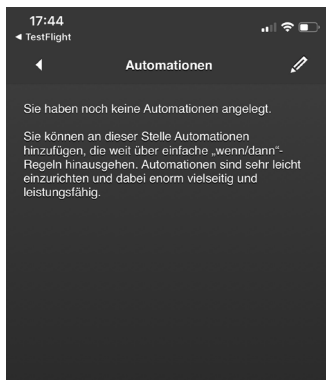 17:44
◀ TestFlight
Automationen
Sie haben noch keine Automationen angelegt.
Sie können an dieser Stelle Automationen
hinzufügen, die weit über einfache „wenn/dann“-
Regeln hinausgehen. Automationen sind sehr leicht
einzurichten und dabei enorm vielseitig und
leistungsfähig.